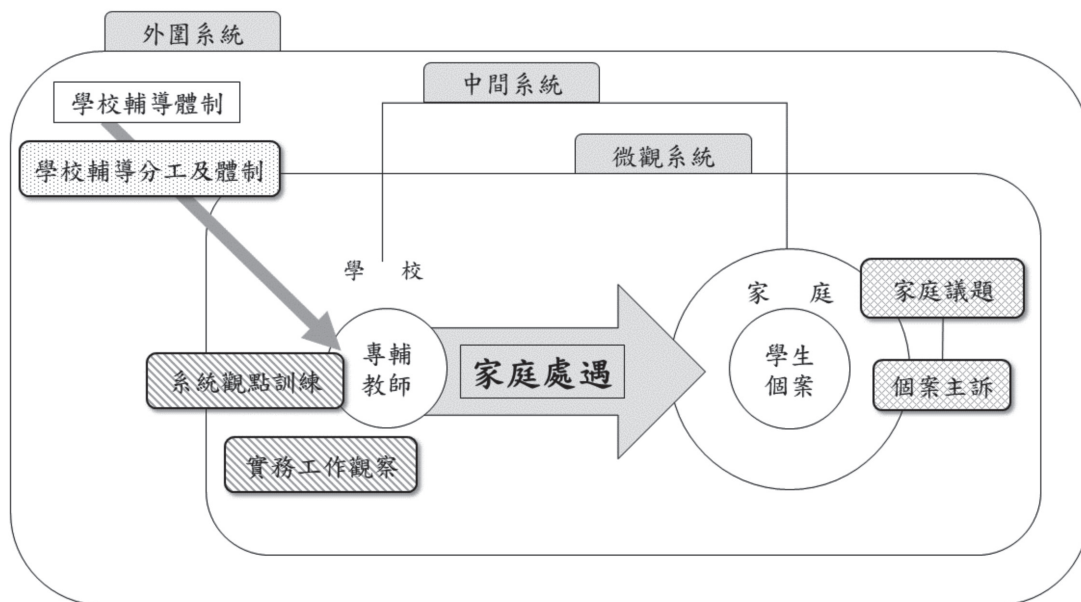 外圍系統
中間系統
學校輔導體制
微觀系統
學校輔導分工及體制
學校
家庭
家庭議題
專輔
教師
家庭處遇
學生
個案
系統觀點訓練
個案主訴
實務工作觀察